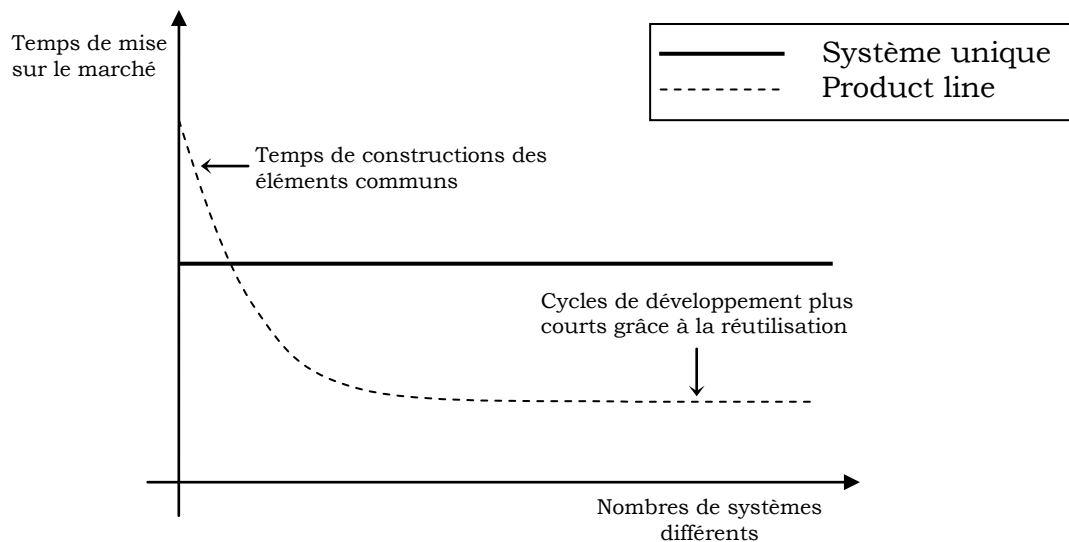 Temps de mise
sur le marché
Système unique
Product line
Temps de constructions des
éléments communs
Cycles de développement plus
courts grâce à la réutilisation
Nombres de systèmes
différents